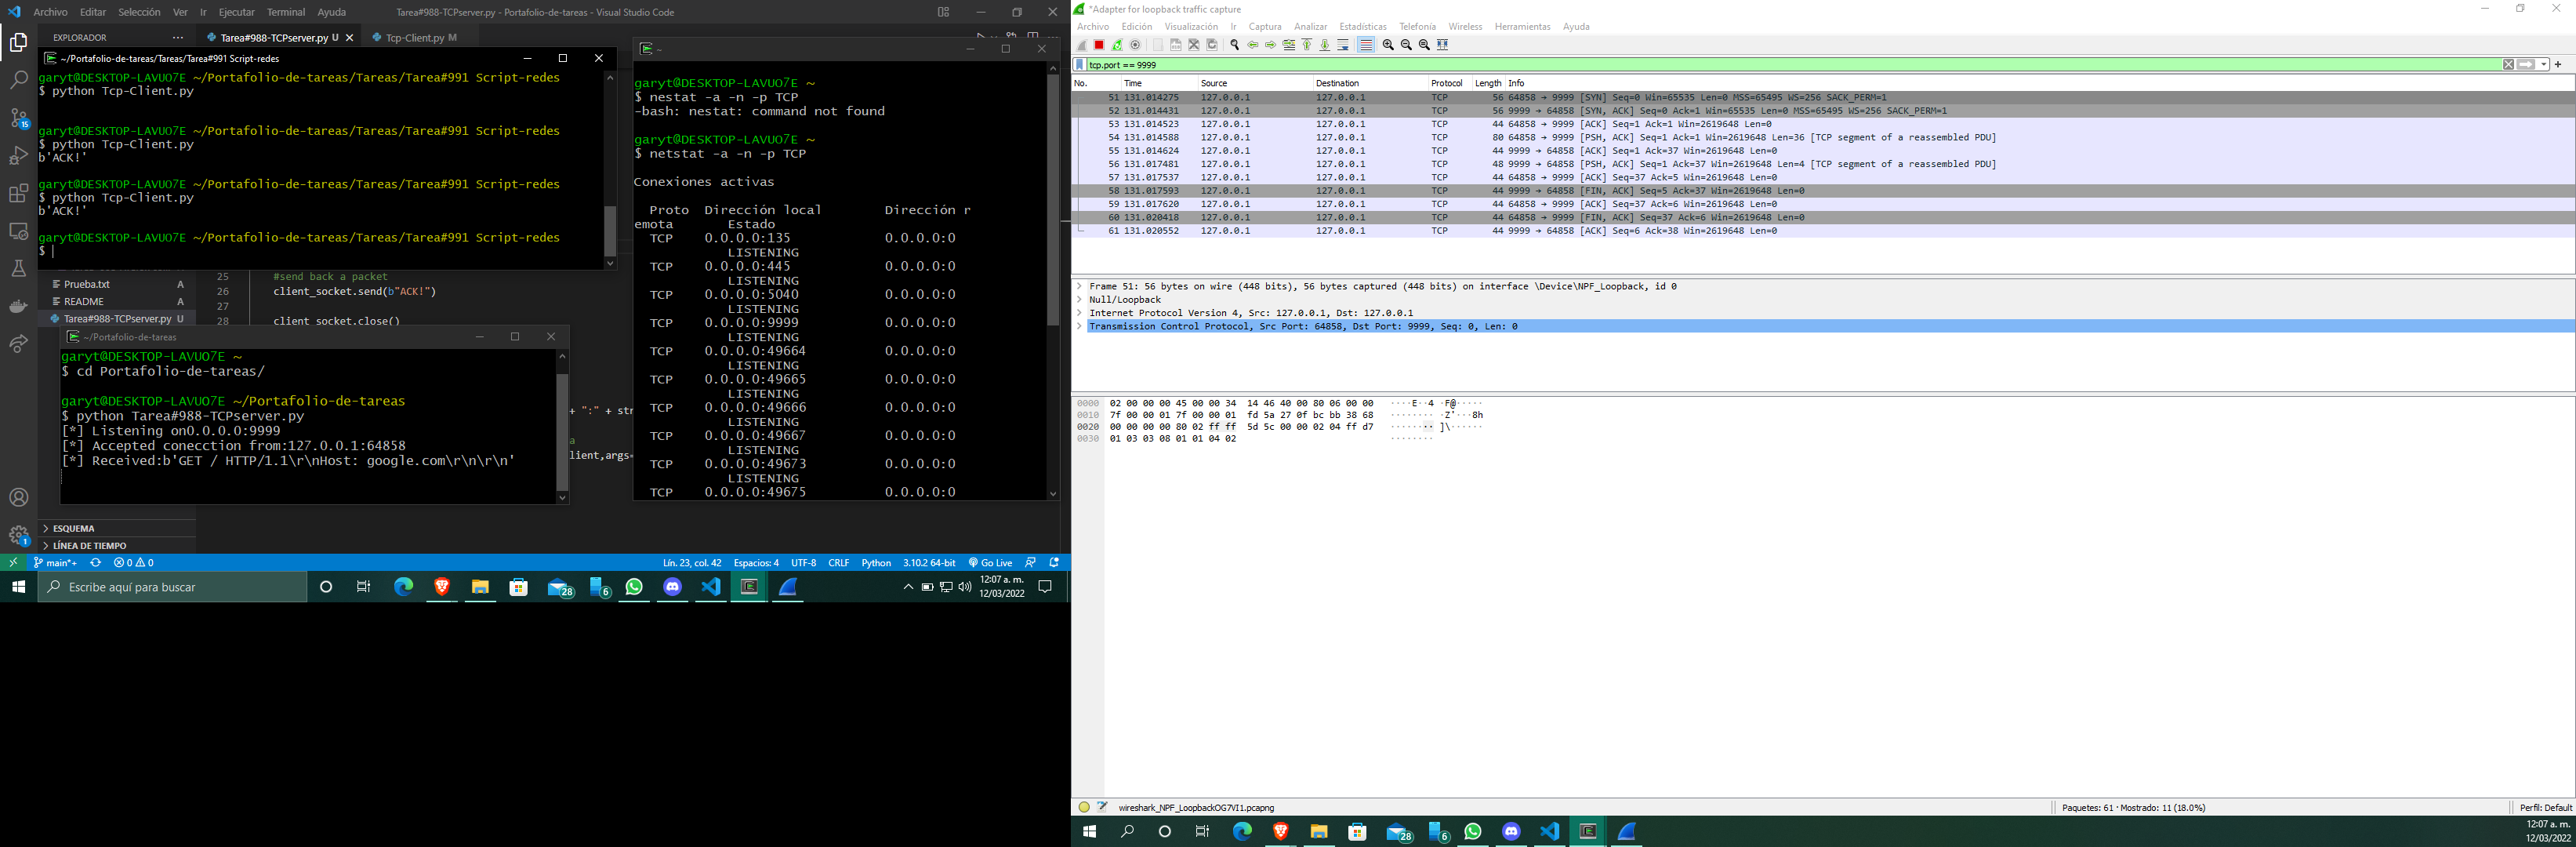 Archivo Editar Selección Ver Ir Ejecutar Terminal Ayuda
Tarea#988-TCPserver.py - Portafolio-de-tareas - Visual Studio Code
EXPLORADOR
Tarea#988-TCPserver.py U
Tcp-Client.py M
~/Portafolio-de-tareas/Tareas/Tarea#991 Script-redes
garyt@DESKTOP-LAVUO7E ~/Portafolio-de-tareas/Tareas/Tarea#991 Script-redes
$ python Tcp-Client.py
garyt@DESKTOP-LAVUO7E ~/Portafolio-de-tareas/Tareas/Tarea#991 Script-redes
$ python Tcp-Client.py
b'ACK!'
garyt@DESKTOP-LAVUO7E ~/Portafolio-de-tareas/Tareas/Tarea#991 Script-redes
$ python Tcp-Client.py
b'ACK!'
garyt@DESKTOP-LAVUO7E ~/Portafolio-de-tareas/Tareas/Tarea#991 Script-redes
$
15
Prueba.txt A
README A
Tarea#988-TCPserver.py U
25 #send back a packet
26 client_socket.send(b"ACK!")
27
28 client_socket.close()
+ ":" + str
a
lient,args=
~/Portafolio-de-tareas
garyt@DESKTOP-LAVUO7E ~
$ cd Portafolio-de-tareas/
garyt@DESKTOP-LAVUO7E ~/Portafolio-de-tareas
$ python Tarea#988-TCPserver.py
[*] Listening on0.0.0.0:9999
[*] Accepted conecction from:127.0.0.1:64858
[*] Received:b'GET / HTTP/1.1\r\nHost: google.com\r\n\r\n'
~
garyt@DESKTOP-LAVUO7E ~
$ nestat -a -n -p TCP
-bash: nestat: command not found
garyt@DESKTOP-LAVUO7E ~
$ netstat -a -n -p TCP
Conexiones activas
Proto Dirección local Dirección r
emota Estado
TCP 0.0.0.0:135 0.0.0.0:0
LISTENING
TCP 0.0.0.0:445 0.0.0.0:0
LISTENING
TCP 0.0.0.0:5040 0.0.0.0:0
LISTENING
TCP 0.0.0.0:9999 0.0.0.0:0
LISTENING
TCP 0.0.0.0:49664 0.0.0.0:0
LISTENING
TCP 0.0.0.0:49665 0.0.0.0:0
LISTENING
TCP 0.0.0.0:49666 0.0.0.0:0
LISTENING
TCP 0.0.0.0:49667 0.0.0.0:0
LISTENING
TCP 0.0.0.0:49673 0.0.0.0:0
LISTENING
TCP 0.0.0.0:49675 0.0.0.0:0
1
ESQUEMA
LÍNEA DE TIEMPO
main*+ 0 0
Lín. 23, col. 42 Espacios: 4 UTF-8 CRLF Python 3.10.2 64-bit Go Live
Escribe aquí para buscar
28
6
12:07 a. m.
12/03/2022
*Adapter for loopback traffic capture
Archivo Edición Visualización Ir Captura Analizar Estadísticas Telefonía Wireless Herramientas Ayuda
tcp.port == 9999
No. Time Source Destination Protocol Length Info
51 131.014275 127.0.0.1 127.0.0.1 TCP 56 64858 → 9999 [SYN] Seq=0 Win=65535 Len=0 MSS=65495 WS=256 SACK_PERM=1
52 131.014431 127.0.0.1 127.0.0.1 TCP 56 9999 → 64858 [SYN, ACK] Seq=0 Ack=1 Win=65535 Len=0 MSS=65495 WS=256 SACK_PERM=1
53 131.014523 127.0.0.1 127.0.0.1 TCP 44 64858 → 9999 [ACK] Seq=1 Ack=1 Win=2619648 Len=0
54 131.014588 127.0.0.1 127.0.0.1 TCP 80 64858 → 9999 [PSH, ACK] Seq=1 Ack=1 Win=2619648 Len=36 [TCP segment of a reassembled PDU]
55 131.014624 127.0.0.1 127.0.0.1 TCP 44 9999 → 64858 [ACK] Seq=1 Ack=37 Win=2619648 Len=0
56 131.017481 127.0.0.1 127.0.0.1 TCP 48 9999 → 64858 [PSH, ACK] Seq=1 Ack=37 Win=2619648 Len=4 [TCP segment of a reassembled PDU]
57 131.017537 127.0.0.1 127.0.0.1 TCP 44 64858 → 9999 [ACK] Seq=37 Ack=5 Win=2619648 Len=0
58 131.017593 127.0.0.1 127.0.0.1 TCP 44 9999 → 64858 [FIN, ACK] Seq=5 Ack=37 Win=2619648 Len=0
59 131.017620 127.0.0.1 127.0.0.1 TCP 44 64858 → 9999 [ACK] Seq=37 Ack=6 Win=2619648 Len=0
60 131.020418 127.0.0.1 127.0.0.1 TCP 44 64858 → 9999 [FIN, ACK] Seq=37 Ack=6 Win=2619648 Len=0
61 131.020552 127.0.0.1 127.0.0.1 TCP 44 9999 → 64858 [ACK] Seq=6 Ack=38 Win=2619648 Len=0
Frame 51: 56 bytes on wire (448 bits), 56 bytes captured (448 bits) on interface \Device\NPF_Loopback, id 0
Null/Loopback
Internet Protocol Version 4, Src: 127.0.0.1, Dst: 127.0.0.1
Transmission Control Protocol, Src Port: 64858, Dst Port: 9999, Seq: 0, Len: 0
0000 02 00 00 00 45 00 00 34 14 46 40 00 80 06 00 00 ····E··4 ·F@·····
0010 7f 00 00 01 7f 00 00 01 fd 5a 27 0f bc bb 38 68 ········ ·Z'···8h
0020 00 00 00 00 80 02 ff ff 5d 5c 00 00 02 04 ff d7 ········ ]\······
0030 01 03 03 08 01 01 04 02 ········
wireshark_NPF_LoopbackOG7VI1.pcapng
Paquetes: 61 · Mostrado: 11 (18.0%)
Perfil: Default
28
6
12:07 a. m.
12/03/2022